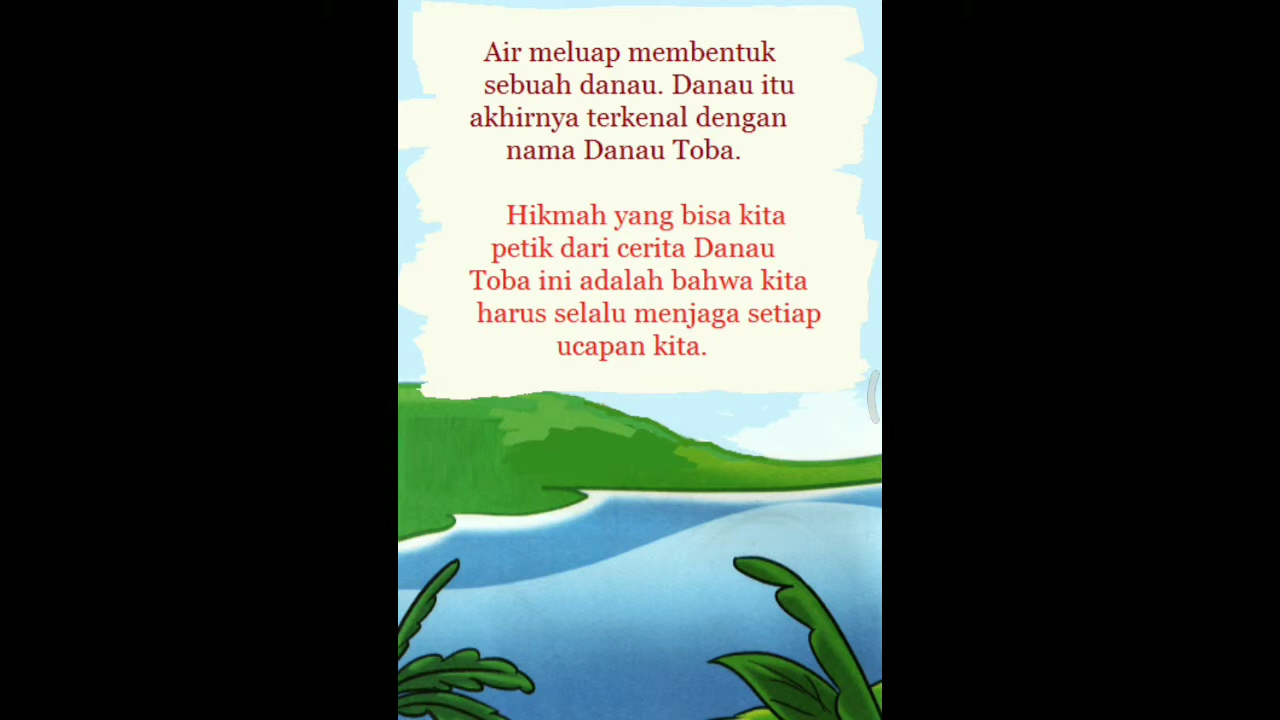 Air meluap membentuk
sebuah danau. Danau itu
akhirnya terkenal dengan
nama Danau Toba.
Hikmah yang bisa kita
petik dari cerita Danau
Toba ini adalah bahwa kita
harus selalu menjaga setiap
ucapan kita.